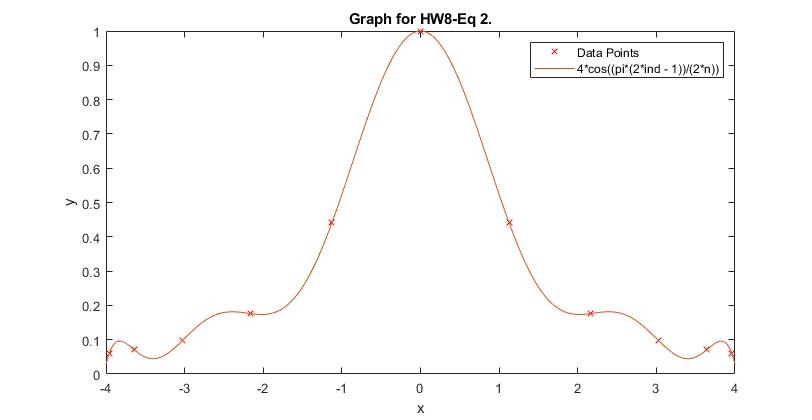 Graph for HW8-Eq 2.
Data Points
4*cos((pi*(2*ind - 1))/(2*n))
y
1
0.9
0.8
0.7
0.6
0.5
0.4
0.3
0.2
0.1
0
-4 -3 -2 -1 0 1 2 3 4
x